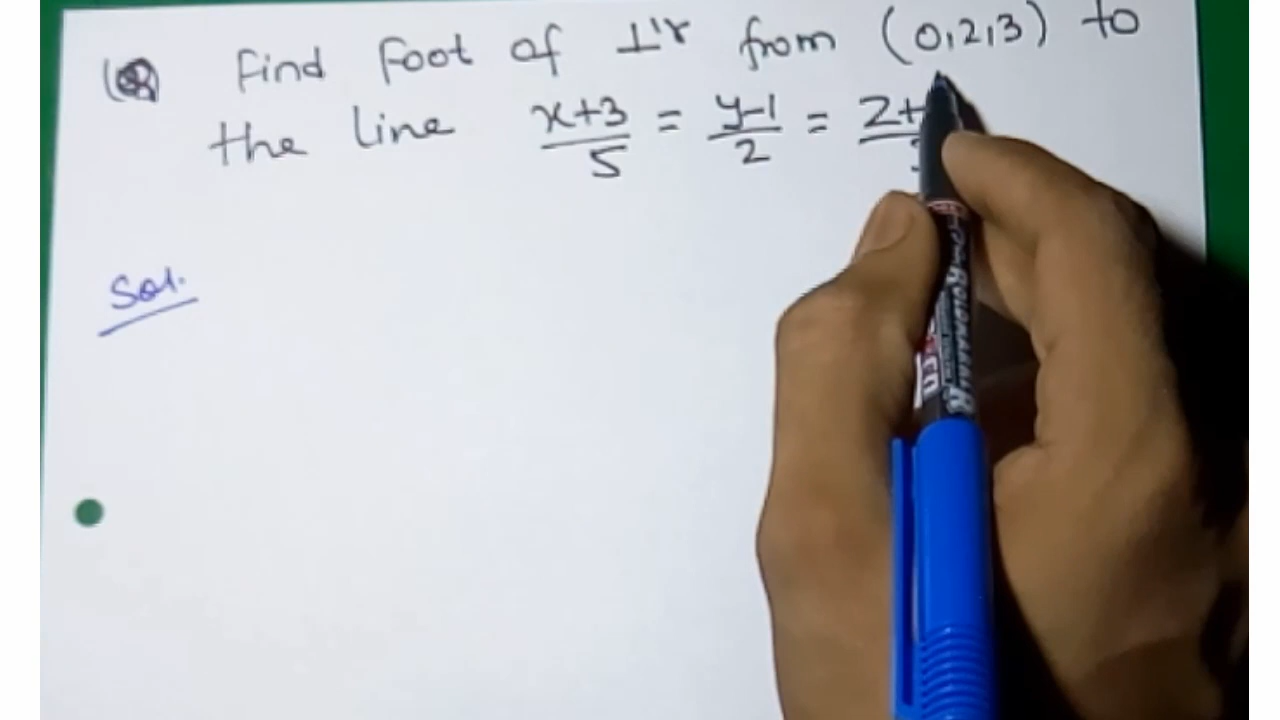 (Q) Find Foot of ⊥'r from (0,2,3) to
the line x+3/5 = y-1/2 = z+
Sol.